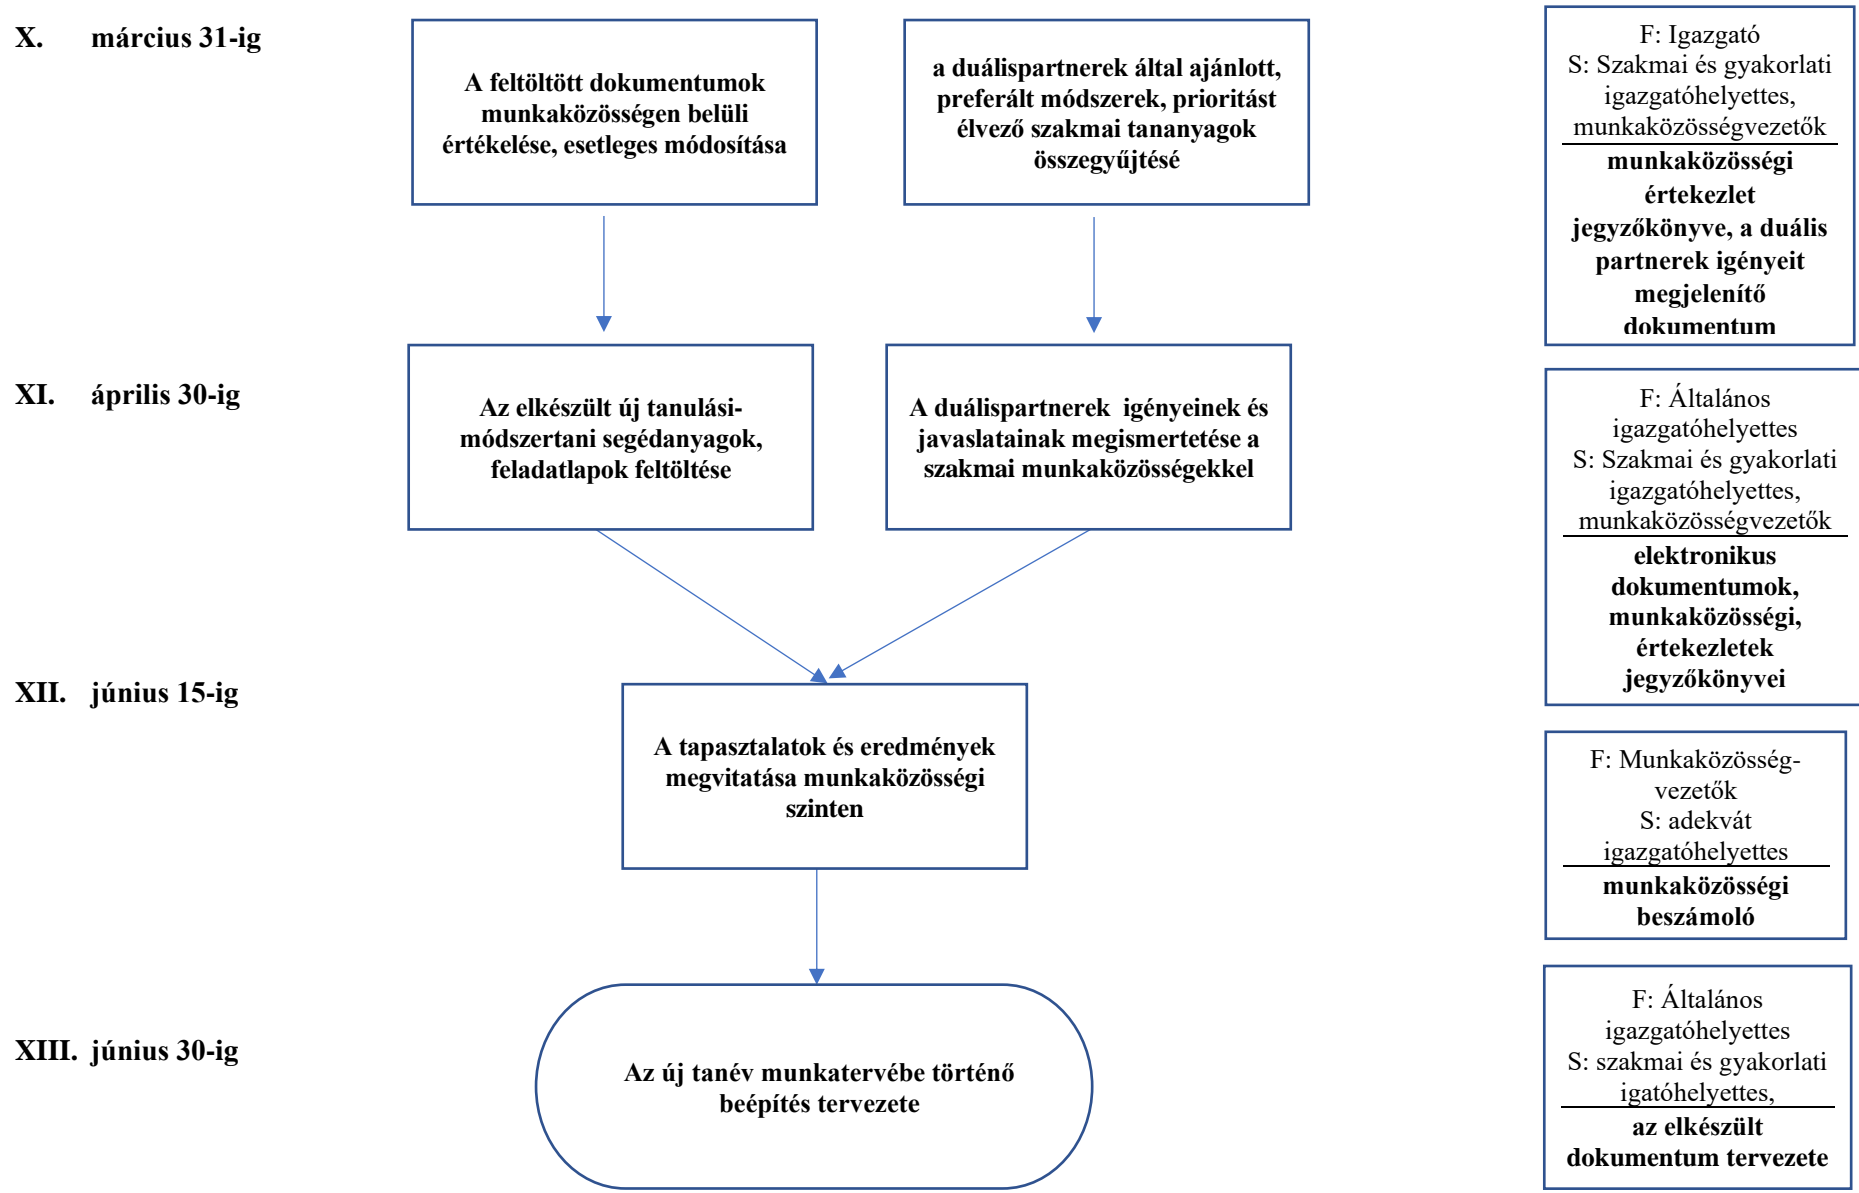 X. március 31-ig
A feltöltött dokumentumok
munkaközösségen belüli
értékelése, esetleges módosítása
a duálispartnerek által ajánlott,
preferált módszerek, prioritást
élvező szakmai tananyagok
összegyűjtésé
F: Igazgató
S: Szakmai és gyakorlati
igazgatóhelyettes,
munkaközösségvezetők
munkaközösségi
értekezlet
jegyzőkönyve, a duális
partnerek igényeit
megjelenítő
dokumentum
XI. április 30-ig
Az elkészült új tanulási-
módszertani segédanyagok,
feladatlapok feltöltése
A duálispartnerek  igényeinek és
javaslatainak megismertetése a
szakmai munkaközösségekkel
F: Általános
igazgatóhelyettes
S: Szakmai és gyakorlati
igazgatóhelyettes,
munkaközösségvezetők
elektronikus
dokumentumok,
munkaközösségi,
értekezletek
jegyzőkönyvei
XII. június 15-ig
A tapasztalatok és eredmények
megvitatása munkaközösségi
szinten
F: Munkaközösség-
vezetők
S: adekvát
igazgatóhelyettes
munkaközösségi
beszámoló
XIII. június 30-ig
Az új tanév munkatervébe történő
beépítés tervezete
F: Általános
igazgatóhelyettes
S: szakmai és gyakorlati
igatóhelyettes,
az elkészült
dokumentum tervezete